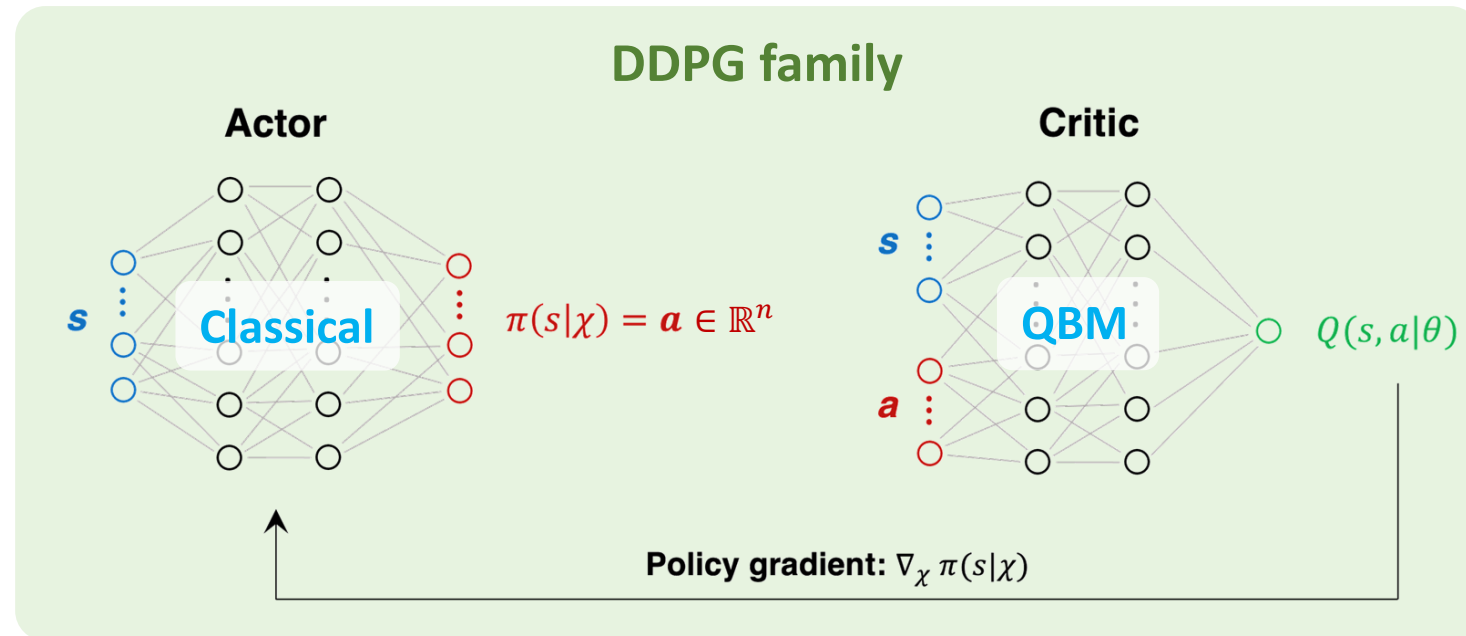 DDPG family
Actor
Critic
s
Classical
π(s|χ) = a ∈ ℝⁿ
s
a
QBM
Q(s, a|θ)
Policy gradient: ∇χ π(s|χ)